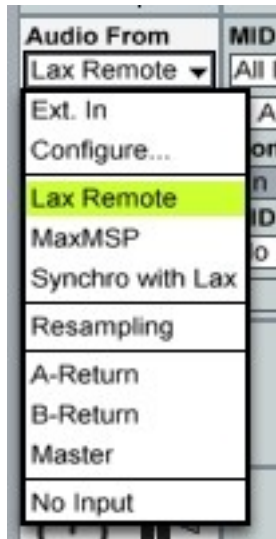 Audio From MID
Lax Remote All
Ext. In
Configure...
Lax Remote
MaxMSP
Synchro with Lax
Resampling
A-Return
B-Return
Master
No Input